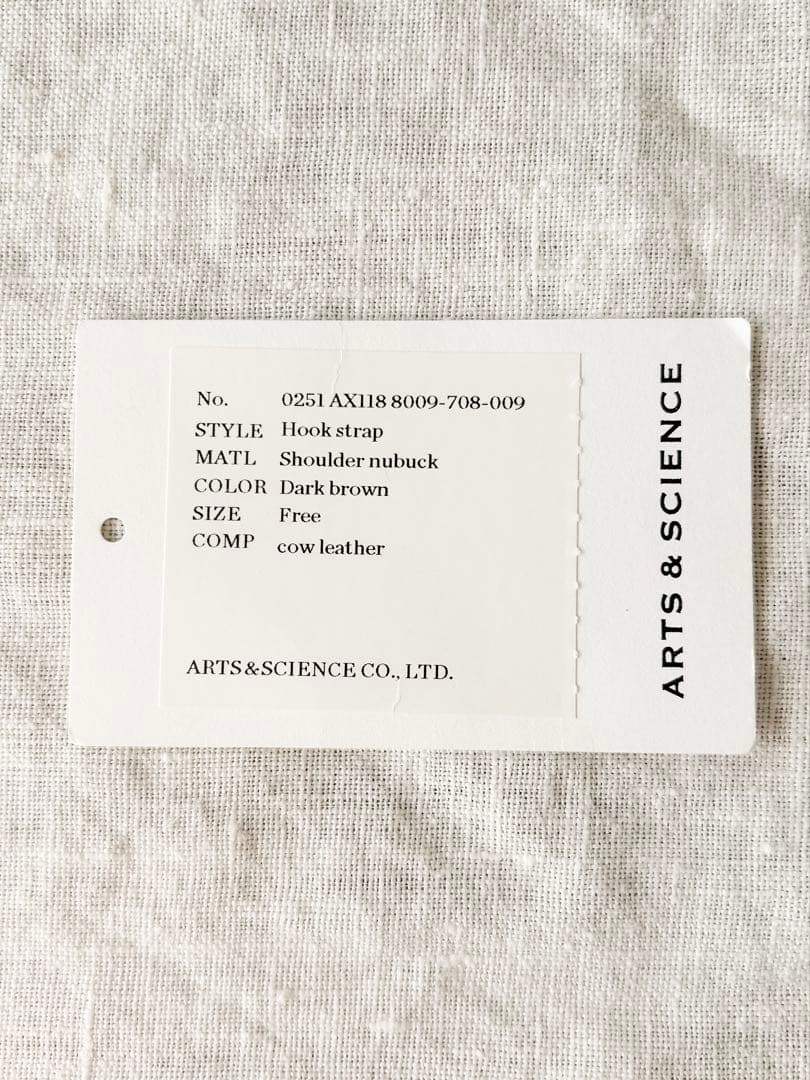 No. 0251 AX118 8009-708-009
STYLE Hook strap
MATL Shoulder nubuck
COLOR Dark brown
SIZE Free
COMP cow leather
ARTS&SCIENCE CO., LTD.
ARTS & SCIENCE